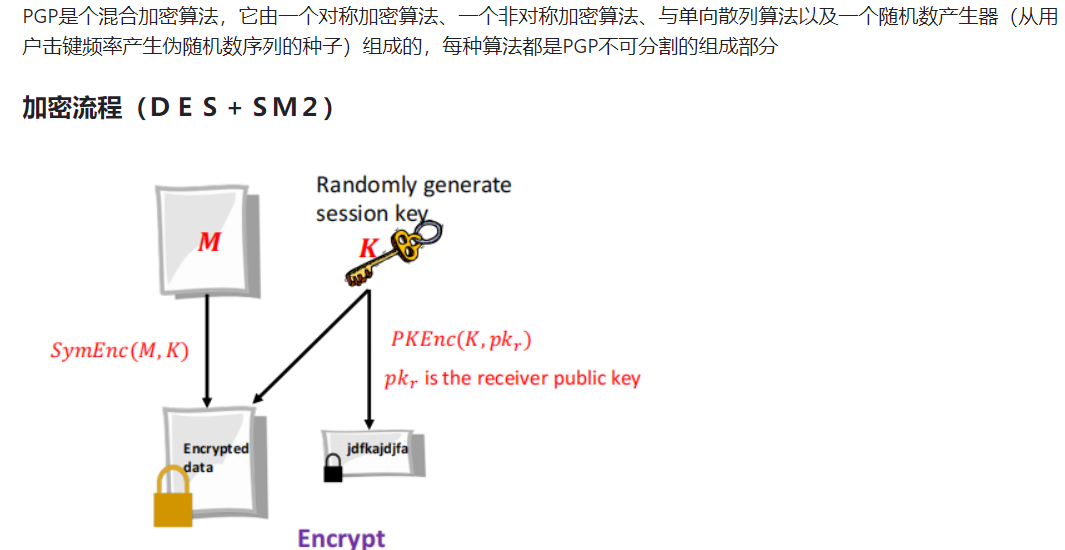 PGP是个混合加密算法，它由一个对称加密算法、一个非对称加密算法、与单向散列算法以及一个随机数产生器（从用
户击键频率产生伪随机数序列的种子）组成的，每种算法都是PGP不可分割的组成部分
加密流程（ＤＥＳ+ＳＭ２）
Randomly generate
session key
M
K
SymEnc(M, K)
PKEnc(K, pkᵣ)
pkᵣ is the receiver public key
Encrypted
data
jdfkajdjfa
Encrypt